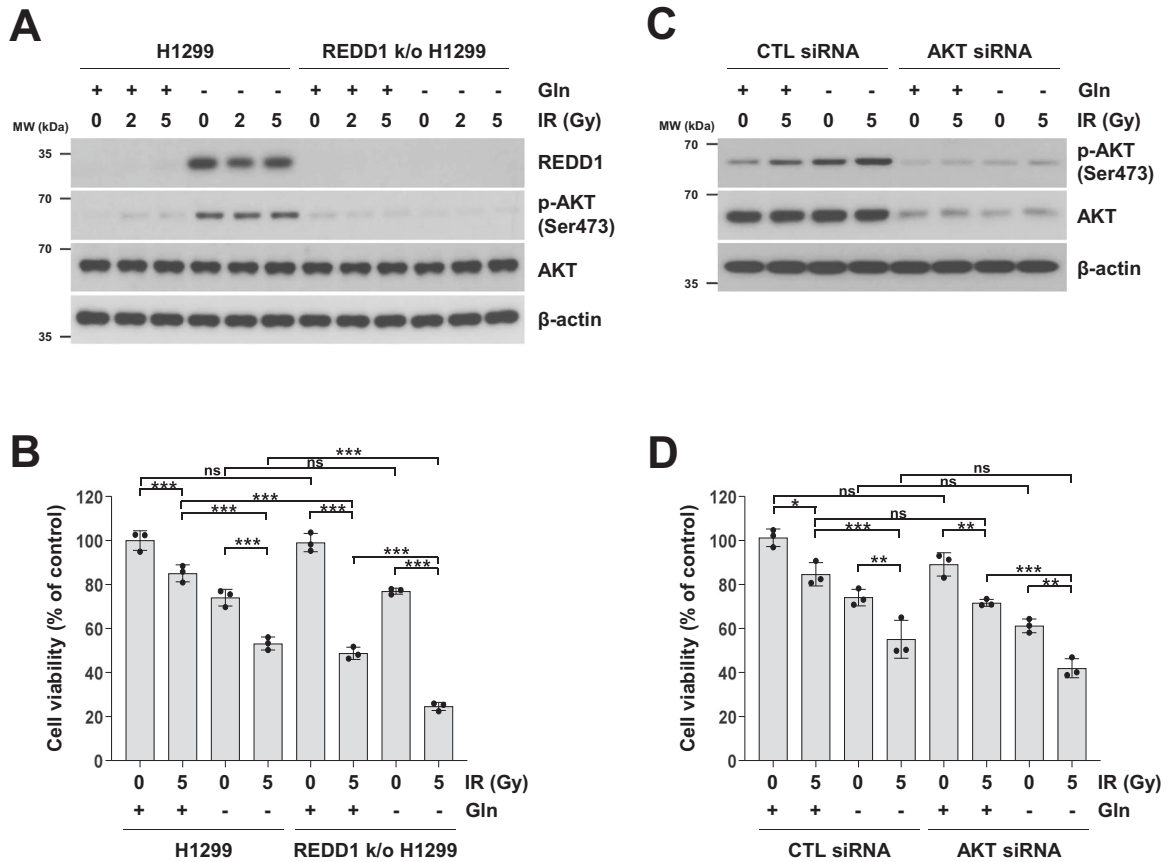 A
H1299 REDD1 k/o H1299
+ + + - - - + + + - - - Gln
MW (kDa) 0 2 5 0 2 5 0 2 5 0 2 5 IR (Gy)
35 REDD1
70 p-AKT
(Ser473)
70 AKT
35 β-actin
C
CTL siRNA AKT siRNA
+ + - - + + - - Gln
MW (kDa) 0 5 0 5 0 5 0 5 IR (Gy)
70 p-AKT
(Ser473)
AKT
35 β-actin
B
***
ns ns
***
*** ***
***
*** *** ***
Cell viability (% of control)
120
100
80
60
40
20
0
0 5 0 5 0 5 0 5 IR (Gy)
+ + - - + + - - Gln
H1299 REDD1 k/o H1299
D
ns
ns
ns
* ns
*** **
** ***
**
Cell viability (% of control)
120
100
80
60
40
20
0
0 5 0 5 0 5 0 5 IR (Gy)
+ + - - + + - - Gln
CTL siRNA AKT siRNA